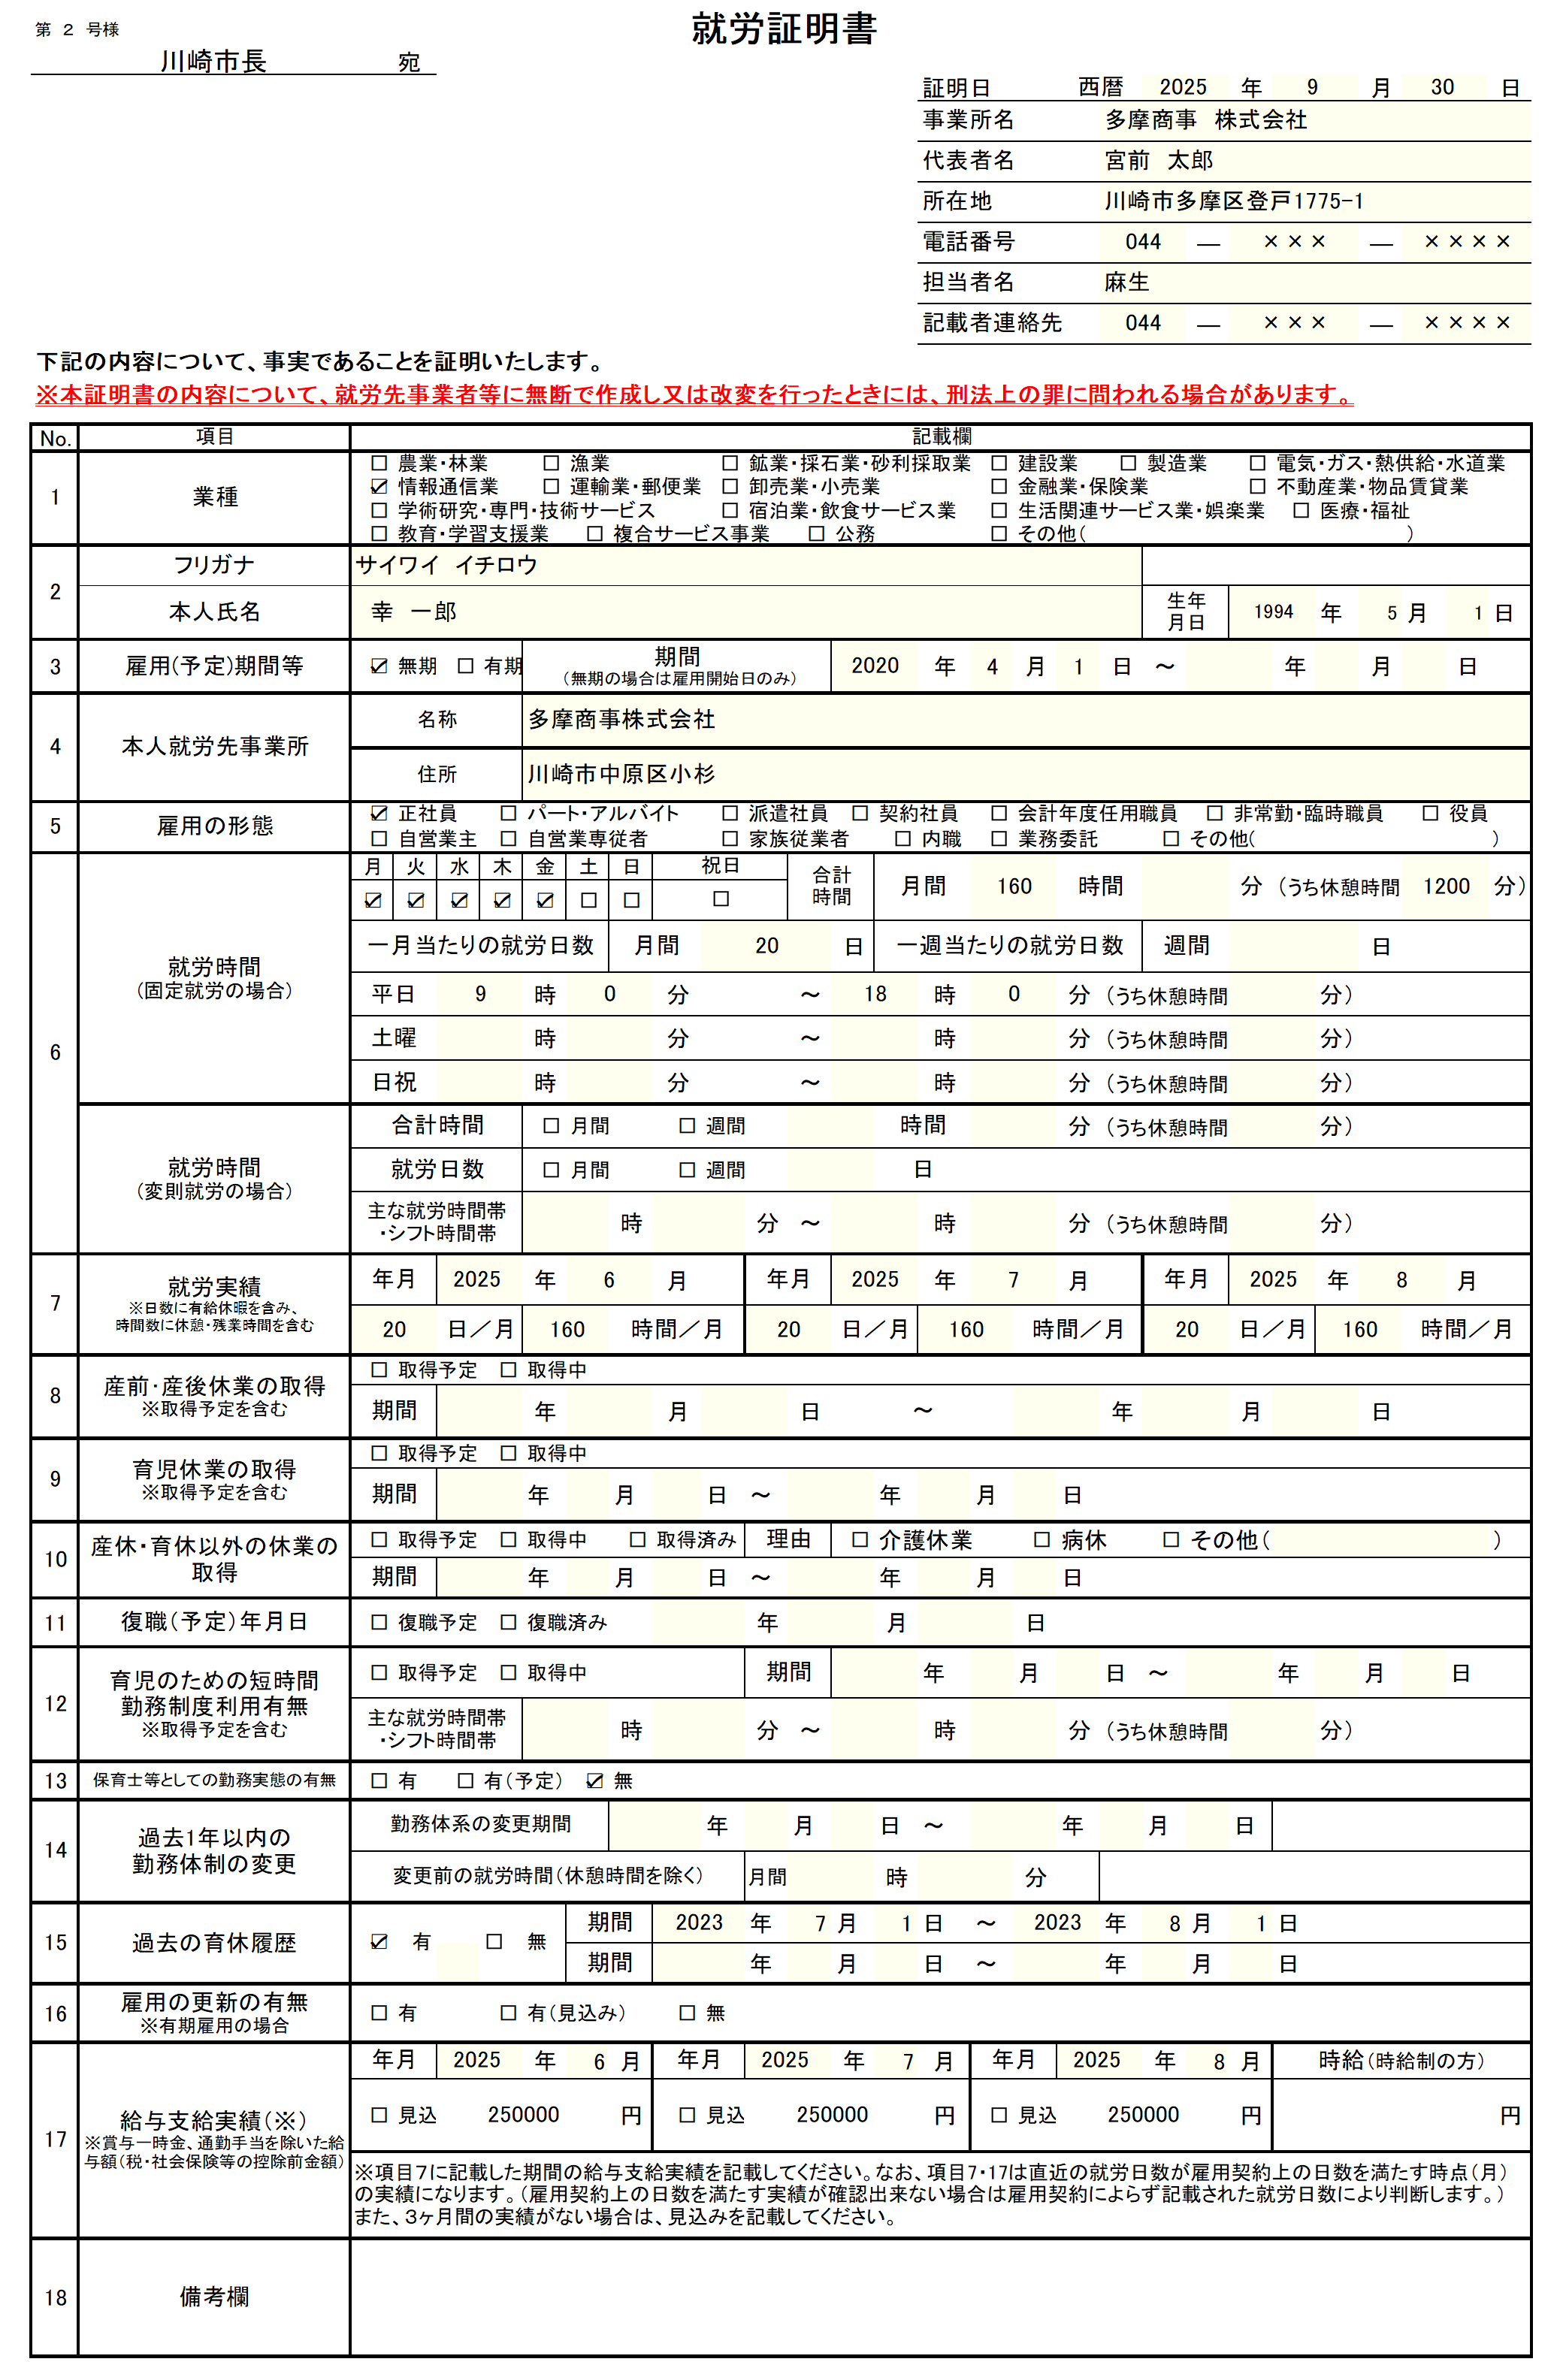 第 2 号様
就労証明書
川崎市長 宛
証明日 西暦 2025 年 9 月 30 日
事業所名 多摩商事 株式会社
代表者名 宮前 太郎
所在地 川崎市多摩区登戸1775-1
電話番号 044 ― ××× ― ××××
担当者名 麻生
記載者連絡先 044 ― ××× ― ××××
下記の内容について、事実であることを証明いたします。
※本証明書の内容について、就労先事業者等に無断で作成し又は改変を行ったときには、刑法上の罪に問われる場合があります。
No. 項目 記載欄
1 業種
☐ 農業・林業 ☐ 漁業 ☐ 鉱業・採石業・砂利採取業 ☐ 建設業 ☐ 製造業 ☐ 電気・ガス・熱供給・水道業
☑ 情報通信業 ☐ 運輸業・郵便業 ☐ 卸売業・小売業 ☐ 金融業・保険業 ☐ 不動産業・物品賃貸業
☐ 学術研究・専門・技術サービス ☐ 宿泊業・飲食サービス業 ☐ 生活関連サービス業・娯楽業 ☐ 医療・福祉
☐ 教育・学習支援業 ☐ 複合サービス事業 ☐ 公務 ☐ その他( )
2 フリガナ サイワイ イチロウ
本人氏名 幸 一郎 生年月日 1994 年 5 月 1 日
3 雇用(予定)期間等 ☑ 無期 ☐ 有期 期間 (無期の場合は雇用開始日のみ) 2020 年 4 月 1 日 ～ 年 月 日
4 本人就労先事業所 名称 多摩商事株式会社
住所 川崎市中原区小杉
5 雇用の形態
☑ 正社員 ☐ パート・アルバイト ☐ 派遣社員 ☐ 契約社員 ☐ 会計年度任用職員 ☐ 非常勤・臨時職員 ☐ 役員
☐ 自営業主 ☐ 自営業専従者 ☐ 家族従業者 ☐ 内職 ☐ 業務委託 ☐ その他( )
6 就労時間
(固定就労の場合)
月 火 水 木 金 土 日 祝日 合計時間 月間 160 時間 分 (うち休憩時間 1200 分)
☑ ☑ ☑ ☑ ☑ ☐ ☐ ☐
一月当たりの就労日数 月間 20 日 一週当たりの就労日数 週間 日
平日 9 時 0 分 ～ 18 時 0 分 (うち休憩時間 分)
土曜 時 分 ～ 時 分 (うち休憩時間 分)
日祝 時 分 ～ 時 分 (うち休憩時間 分)
就労時間
(変則就労の場合)
合計時間 ☐ 月間 ☐ 週間 時間 分 (うち休憩時間 分)
就労日数 ☐ 月間 ☐ 週間 日
主な就労時間帯
・シフト時間帯 時 分 ～ 時 分 (うち休憩時間 分)
7 就労実績
※日数に有給休暇を含み、
時間数に休憩・残業時間を含む
年月 2025 年 6 月 年月 2025 年 7 月 年月 2025 年 8 月
20 日／月 160 時間／月 20 日／月 160 時間／月 20 日／月 160 時間／月
8 産前・産後休業の取得
※取得予定を含む
☐ 取得予定 ☐ 取得中
期間 年 月 日 ～ 年 月 日
9 育児休業の取得
※取得予定を含む
☐ 取得予定 ☐ 取得中
期間 年 月 日 ～ 年 月 日
10 産休・育休以外の休業の
取得
☐ 取得予定 ☐ 取得中 ☐ 取得済み 理由 ☐ 介護休業 ☐ 病休 ☐ その他( )
期間 年 月 日 ～ 年 月 日
11 復職(予定)年月日 ☐ 復職予定 ☐ 復職済み 年 月 日
12 育児のための短時間
勤務制度利用有無
※取得予定を含む
☐ 取得予定 ☐ 取得中 期間 年 月 日 ～ 年 月 日
主な就労時間帯
・シフト時間帯 時 分 ～ 時 分 (うち休憩時間 分)
13 保育士等としての勤務実態の有無 ☐ 有 ☐ 有(予定) ☑ 無
14 過去1年以内の
勤務体制の変更
勤務体系の変更期間 年 月 日 ～ 年 月 日
変更前の就労時間(休憩時間を除く) 月間 時 分
15 過去の育休履歴 ☑ 有 ☐ 無 期間 2023 年 7 月 1 日 ～ 2023 年 8 月 1 日
期間 年 月 日 ～ 年 月 日
16 雇用の更新の有無
※有期雇用の場合
☐ 有 ☐ 有(見込み) ☐ 無
17 給与支給実績(※)
※賞与一時金、通勤手当を除いた給
与額(税・社会保険等の控除前金額)
年月 2025 年 6 月 年月 2025 年 7 月 年月 2025 年 8 月 時給(時給制の方)
☐ 見込 250000 円 ☐ 見込 250000 円 ☐ 見込 250000 円 円
※項目7に記載した期間の給与支給実績を記載してください。なお、項目7・17は直近の就労日数が雇用契約上の日数を満たす時点(月)
の実績になります。(雇用契約上の日数を満たす実績が確認出来ない場合は雇用契約によらず記載された就労日数により判断します。)
また、3ヶ月間の実績がない場合は、見込みを記載してください。
18 備考欄